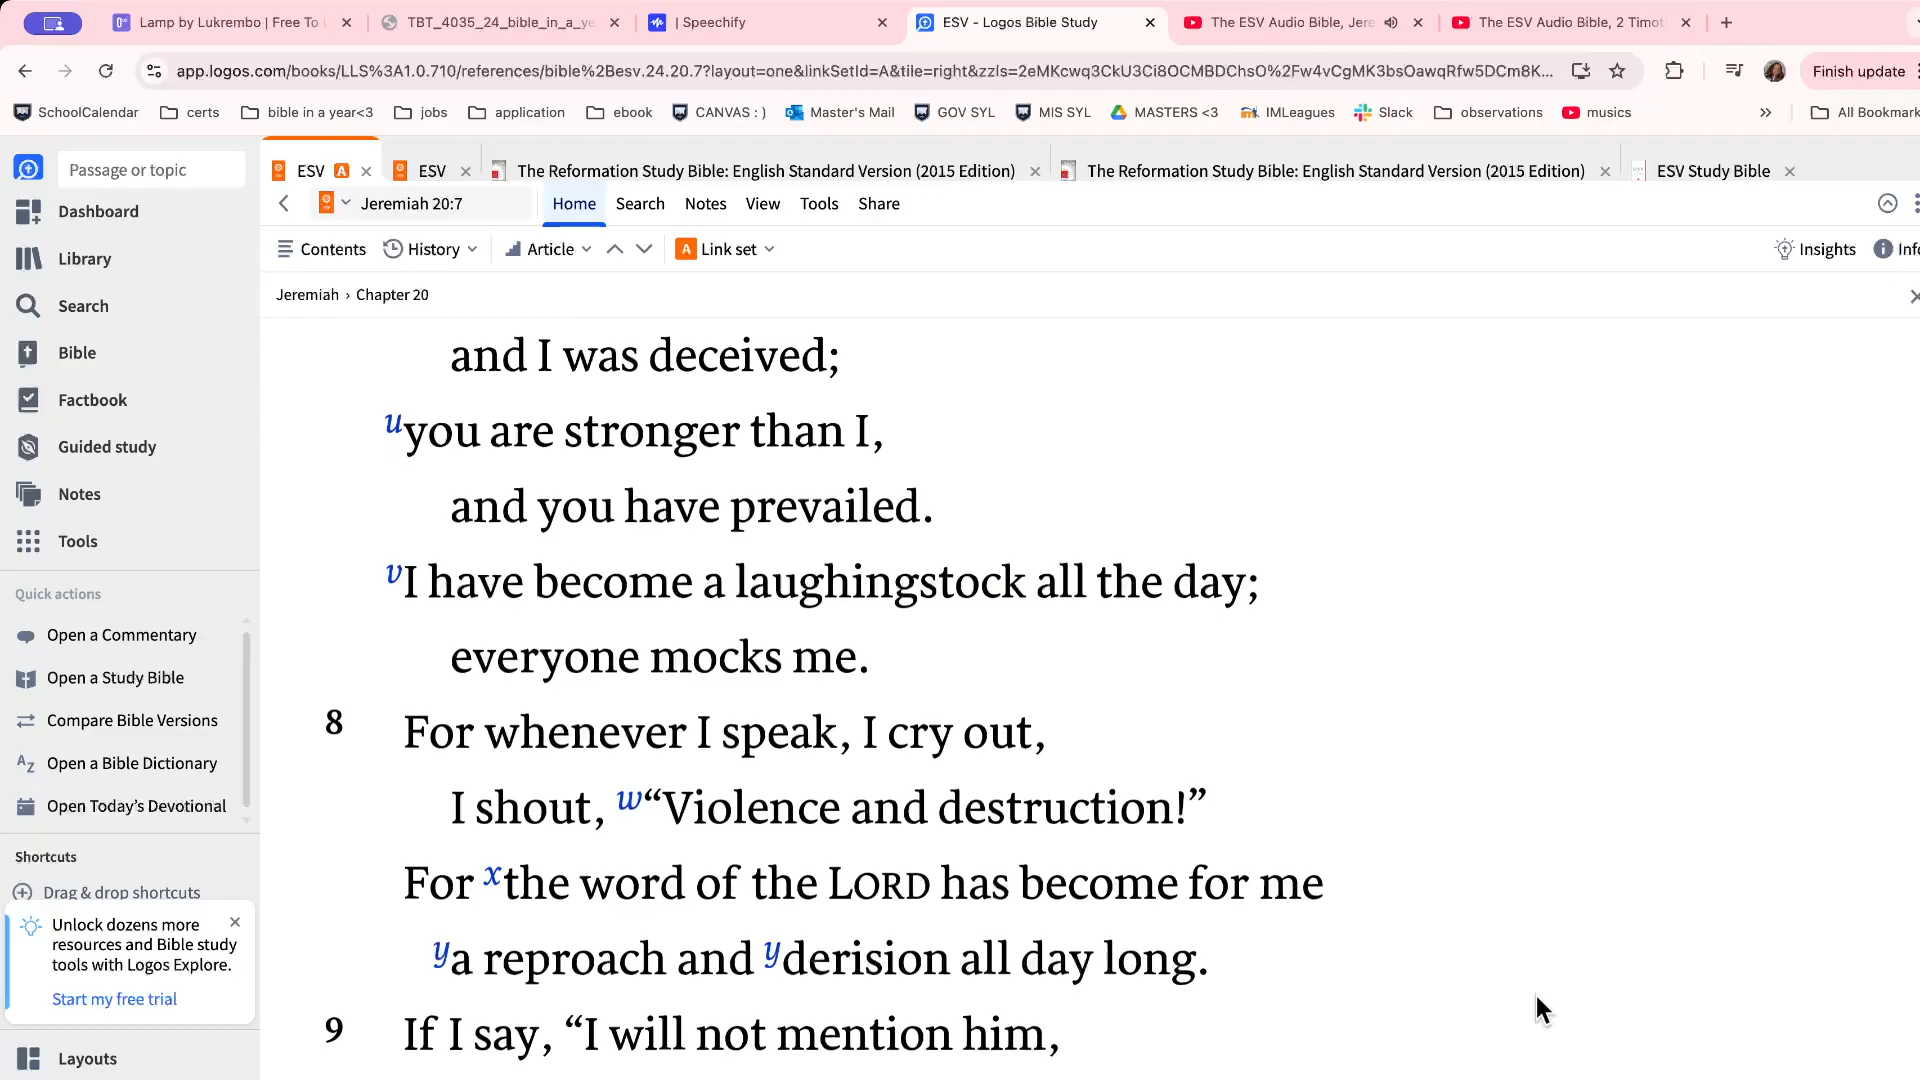 Lamp by Lukrembo | Free To
TBT_4035_24_bible_in_a_ye
| Speechify
ESV - Logos Bible Study
The ESV Audio Bible, Jere
The ESV Audio Bible, 2 Timot
app.logos.com/books/LLS%3A1.0.710/references/bible%2Besv.24.20.7?layout=one&linkSetId=A&tile=right&zzls=2eMKcwq3CkU3Ci8OCMBDChsO%2Fw4vCgMK3bsOawqRfw5DCm8K...
Finish update
SchoolCalendar
certs
bible in a year<3
jobs
application
ebook
CANVAS : )
Master's Mail
GOV SYL
MIS SYL
MASTERS <3
IMLeagues
Slack
observations
musics
All Bookmark
Passage or topic
ESV A
ESV
The Reformation Study Bible: English Standard Version (2015 Edition)
The Reformation Study Bible: English Standard Version (2015 Edition)
ESV Study Bible
Jeremiah 20:7
Home
Search
Notes
View
Tools
Share
Contents
History
Article
A Link set
Insights
Info
Jeremiah › Chapter 20
Dashboard
Library
Search
Bible
Factbook
Guided study
Notes
Tools
Quick actions
Open a Commentary
Open a Study Bible
Compare Bible Versions
Open a Bible Dictionary
Open Today's Devotional
Shortcuts
Drag & drop shortcuts
Unlock dozens more
resources and Bible study
tools with Logos Explore.
Start my free trial
Layouts
and I was deceived;
u you are stronger than I,
and you have prevailed.
v I have become a laughingstock all the day;
everyone mocks me.
8 For whenever I speak, I cry out,
I shout, w “Violence and destruction!”
For x the word of the LORD has become for me
y a reproach and y derision all day long.
9 If I say, “I will not mention him,